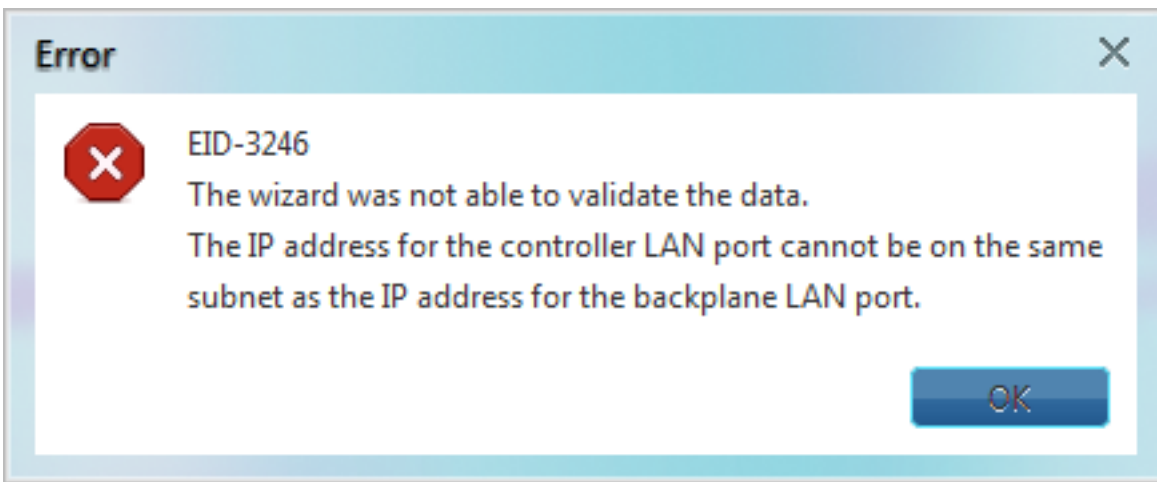 Error
EID-3246
The wizard was not able to validate the data.
The IP address for the controller LAN port cannot be on the same
subnet as the IP address for the backplane LAN port.
OK